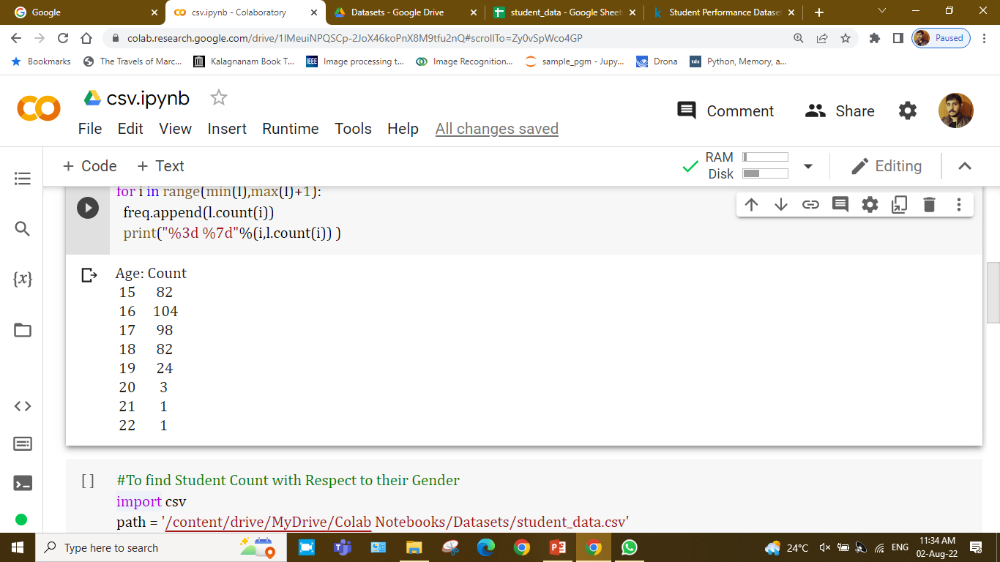 Google
csv.ipynb - Colaboratory
Datasets - Google Drive
student_data - Google Sheet
Student Performance Datase
colab.research.google.com/drive/1IMeuiNPQSCp-2JoX46koPnX8M9tfu2nQ#scrollTo=Zy0vSpWco4GP
Paused
Bookmarks
The Travels of Marc...
Kalagnanam Book T...
IEEE
Image processing t...
Image Recognition...
sample_pgm - Jupy...
Drona
tds
Python, Memory, a...
csv.ipynb
Comment
Share
File Edit View Insert Runtime Tools Help All changes saved
+ Code + Text
RAM
Disk
Editing
for i in range(min(l),max(l)+1):
freq.append(l.count(i))
print("%3d %7d"%(i,l.count(i)) )
Age: Count
15 82
16 104
17 98
18 82
19 24
20 3
21 1
22 1
[ ]
#To find Student Count with Respect to their Gender
import csv
path = '/content/drive/MyDrive/Colab Notebooks/Datasets/student_data.csv'
{x}
Type here to search
24°C
ENG
11:34 AM
02-Aug-22